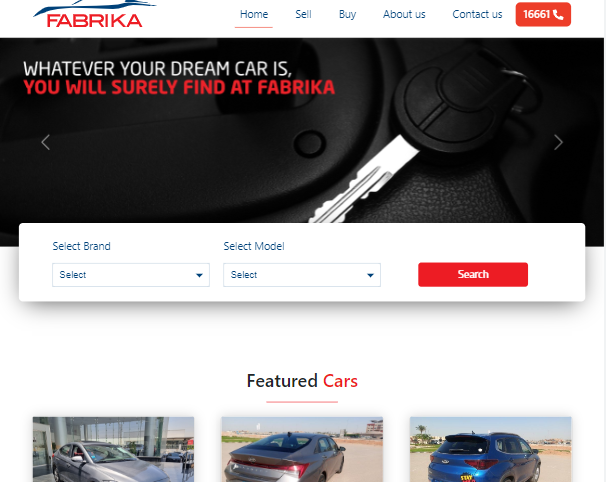 FABRIKA
Home
Sell
Buy
About us
Contact us
16661
WHATEVER YOUR DREAM CAR IS,
YOU WILL SURELY FIND AT FABRIKA
Select Brand
Select Model
Select
Select
Search
Featured Cars